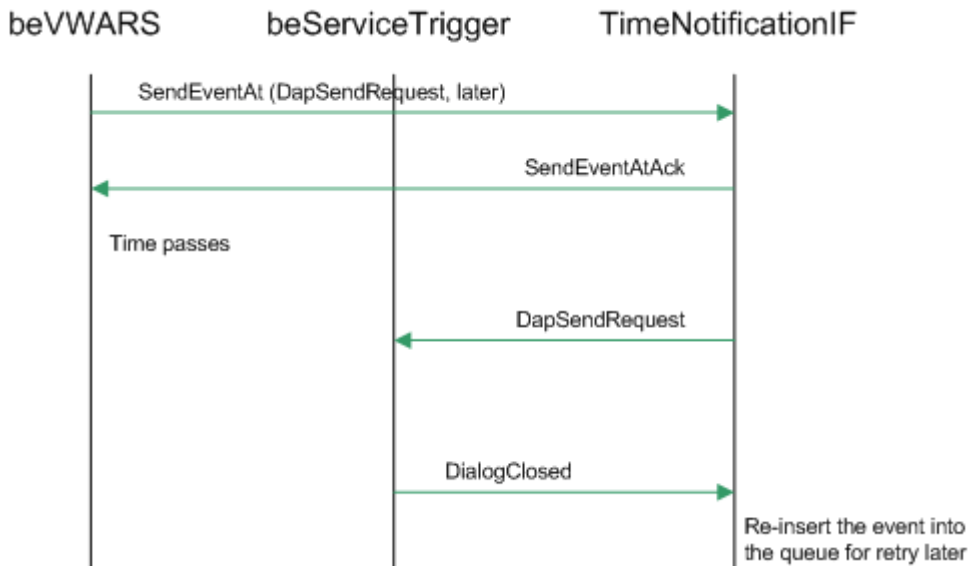 beVWARS beServiceTrigger TimeNotificationIF
SendEventAt (DapSendRequest, later)
SendEventAtAck
Time passes
DapSendRequest
DialogClosed
Re-insert the event into
the queue for retry later